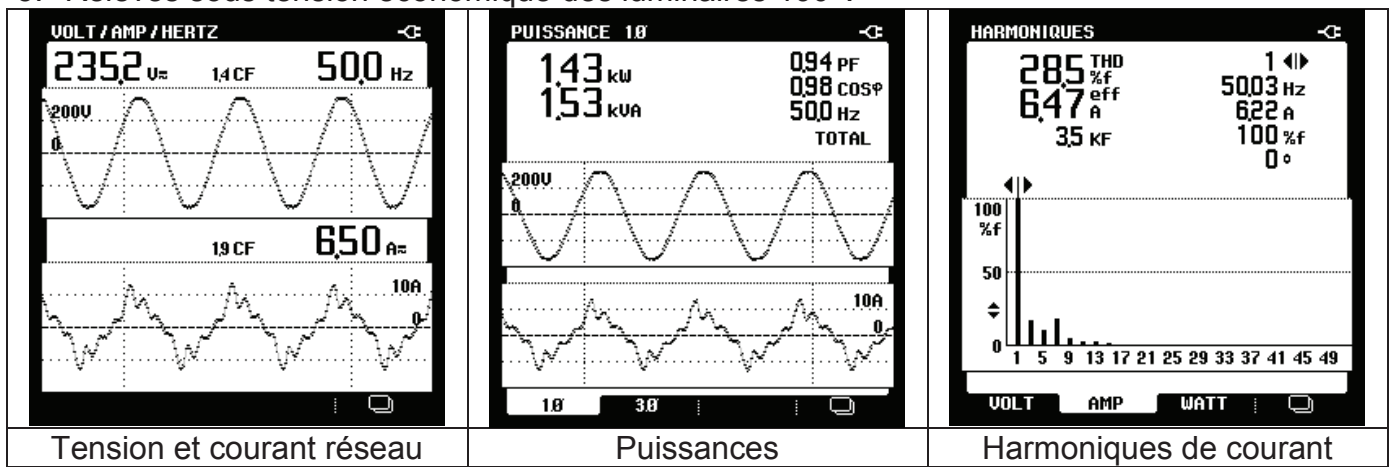 VOLT / AMP / HERTZ
235,2 V≂ 1,4 CF 50,0 Hz
200V
0
1,9 CF 6,50 A≂
10A
0
PUISSANCE 1.Ø
1,43 kW
1,53 kVA
0,94 PF
0,98 COSφ
50,0 Hz
TOTAL
200V
0
10A
0
1.Ø 3.Ø
HARMONIQUES
28,5 THD %f
6,47 eff A
3,5 KF
1
50,03 Hz
6,22 A
100 %f
0 °
100
%f
50
0
1 5 9 13 17 21 25 29 33 37 41 45 49
VOLT AMP WATT
Tension et courant réseau
Puissances
Harmoniques de courant